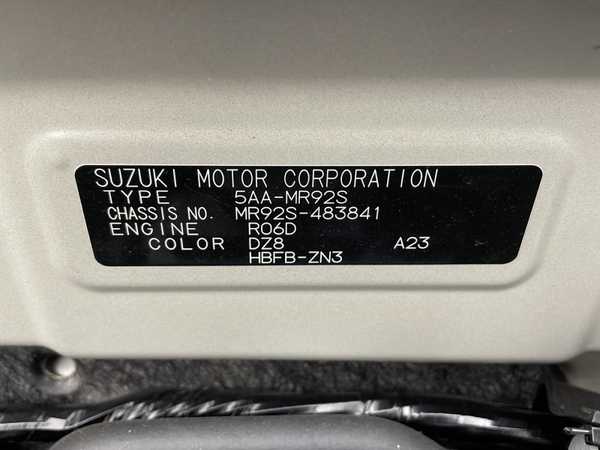 SUZUKI MOTOR CORPORATION
TYPE 5AA-MR92S
CHASSIS NO. MR92S-483841
ENGINE R06D
COLOR DZ8 A23
HBFB-ZN3